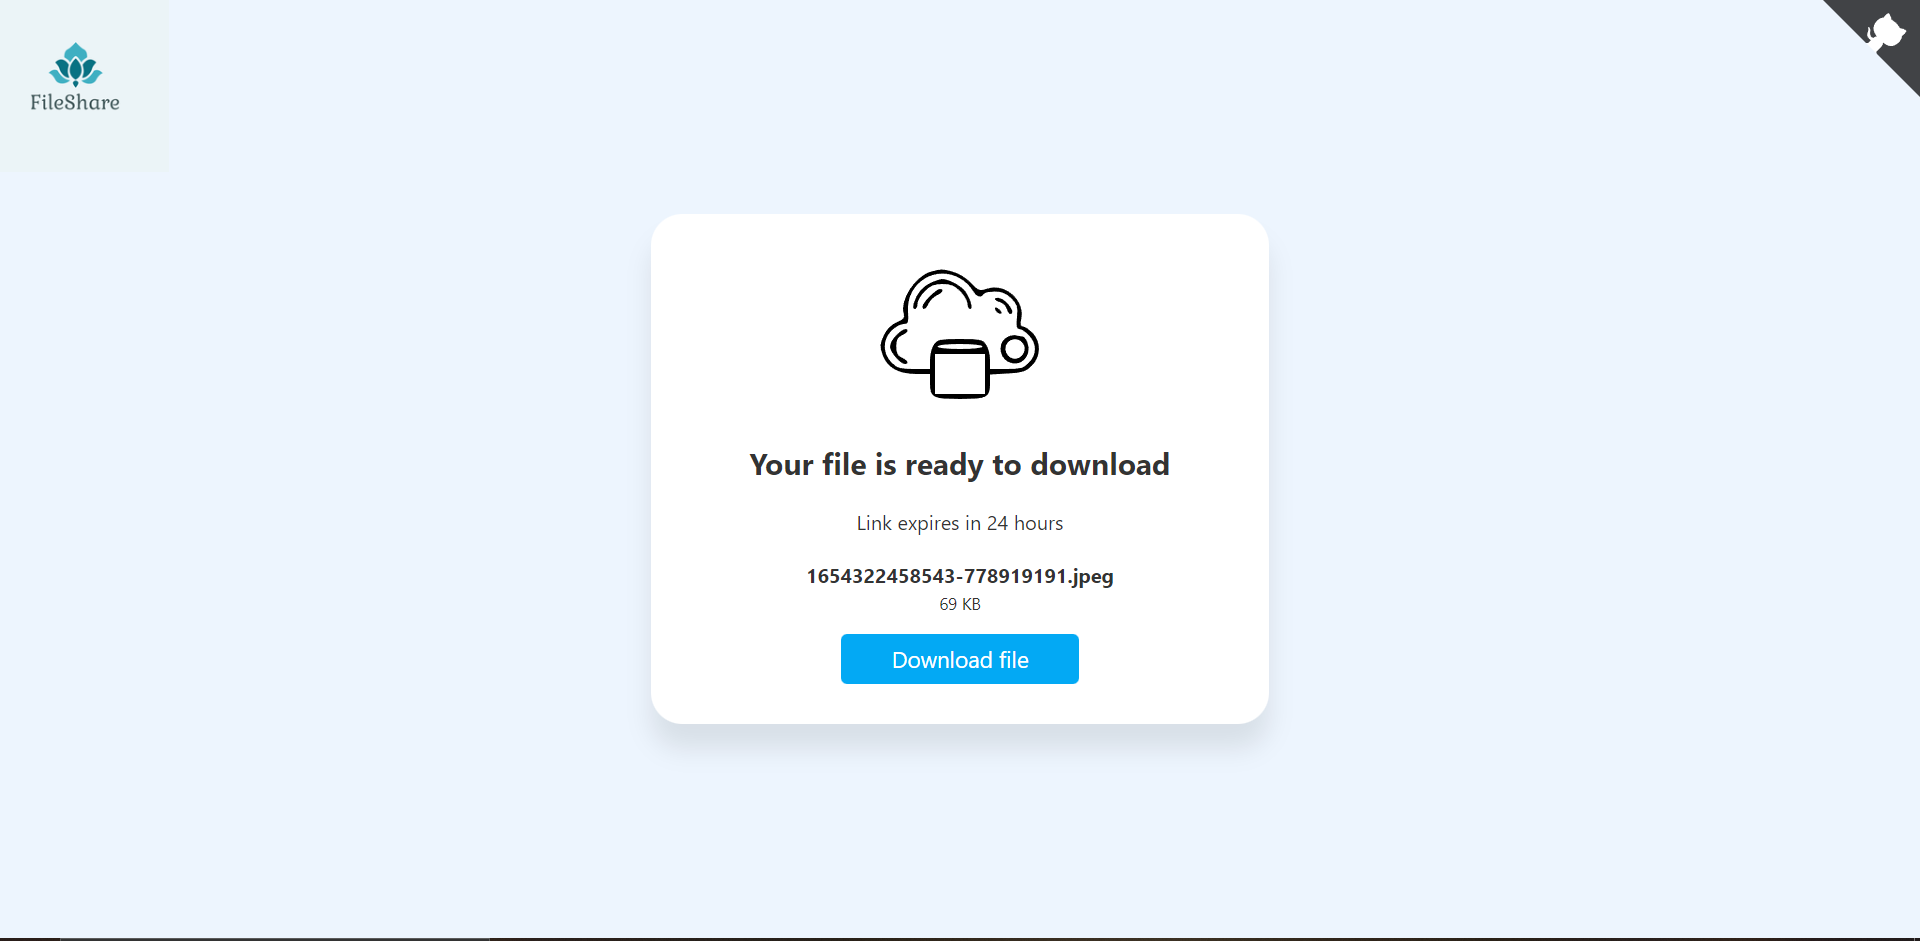 FileShare
Your file is ready to download
Link expires in 24 hours
1654322458543-778919191.jpeg
69 KB
Download file